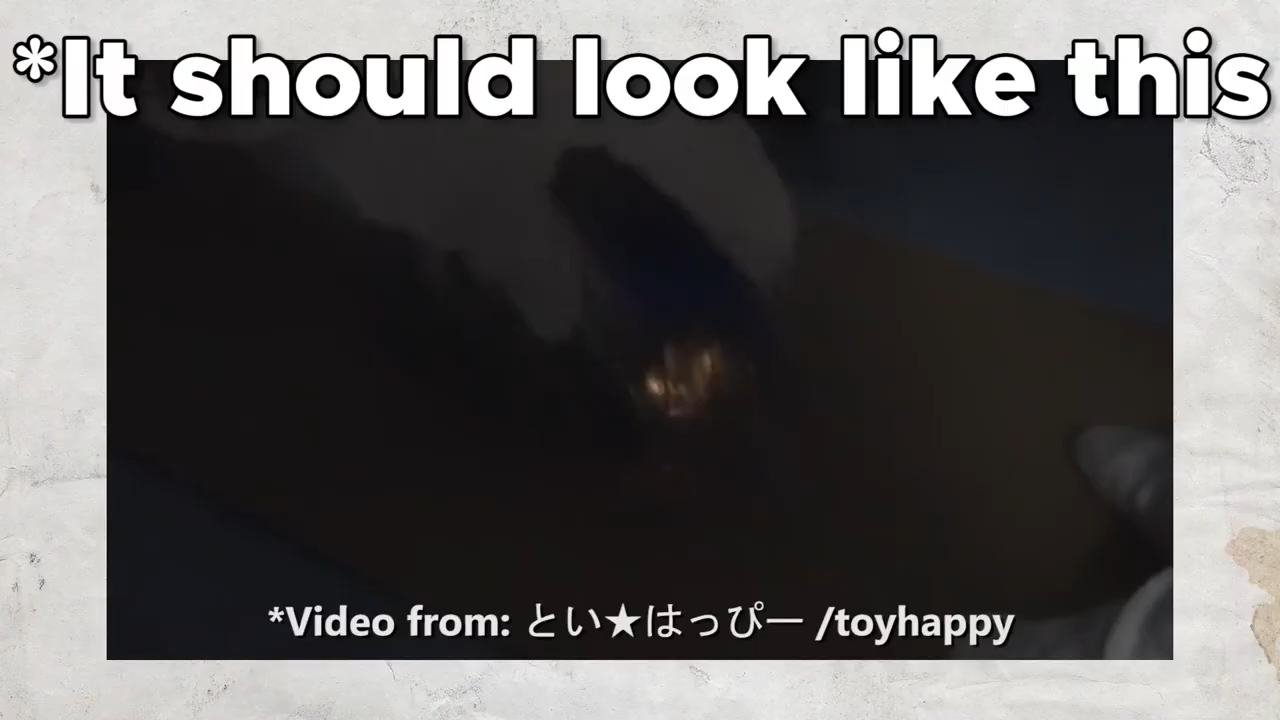 *It should look like this
*Video from: とい★はっぴー /toyhappy